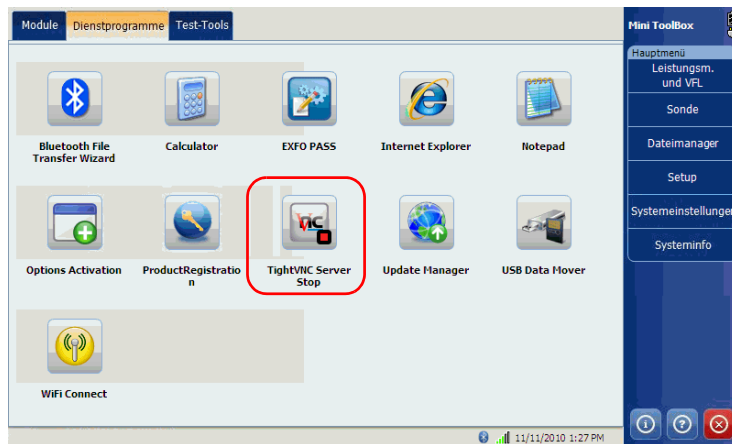 Module Dienstprogramme Test-Tools
Mini ToolBox
Hauptmenü
Leistungsm.
und VFL
Sonde
Dateimanager
Setup
Systemeinstellunger
Systeminfo
Bluetooth File
Transfer Wizard
Calculator
EXFO PASS
Internet Explorer
Notepad
Options Activation
ProductRegistratio
n
VNC
TightVNC Server
Stop
Update Manager
USB Data Mover
WiFi Connect
11/11/2010 1:27 PM